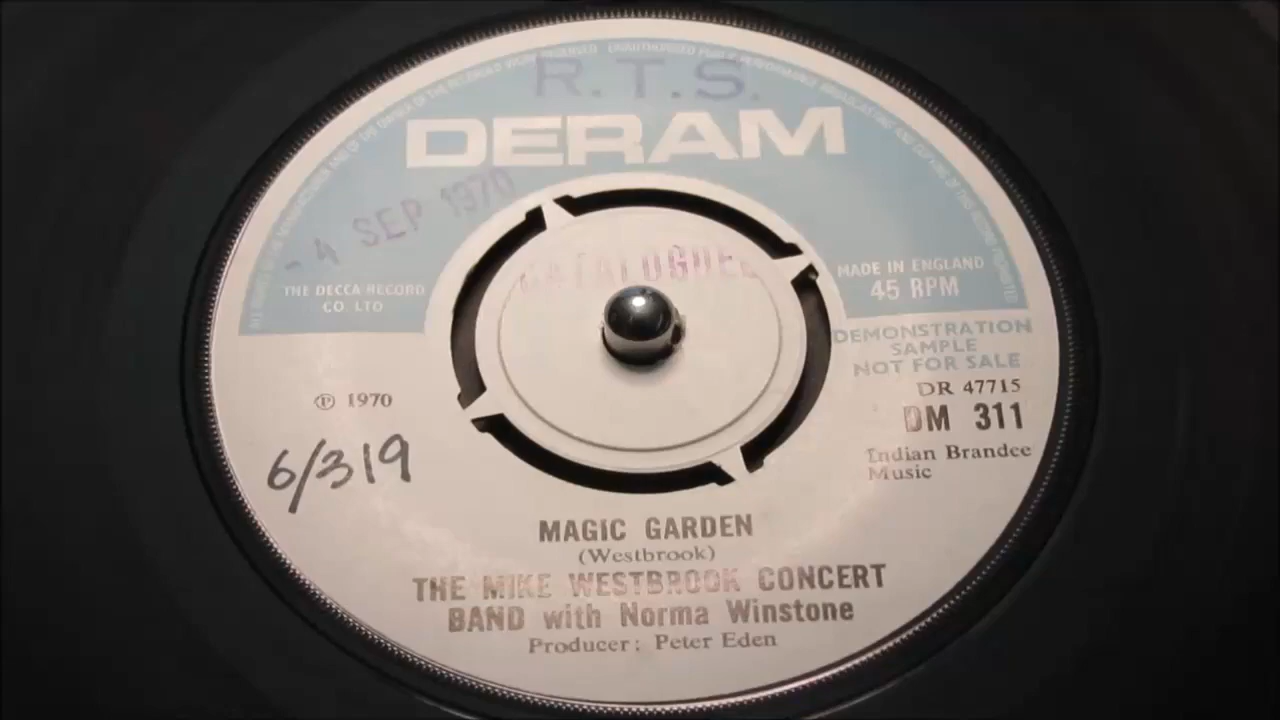 R.T.S.
DERAM
- 4 SEP 1970
CATALOGUED
THE DECCA RECORD
CO. LTD
MADE IN ENGLAND
45 RPM
DEMONSTRATION
SAMPLE
NOT FOR SALE
DR 47715
DM 311
Indian Brandee
Music
℗ 1970
6/319
MAGIC GARDEN
(Westbrook)
THE MIKE WESTBROOK CONCERT
BAND with Norma Winstone
Producer: Peter Eden